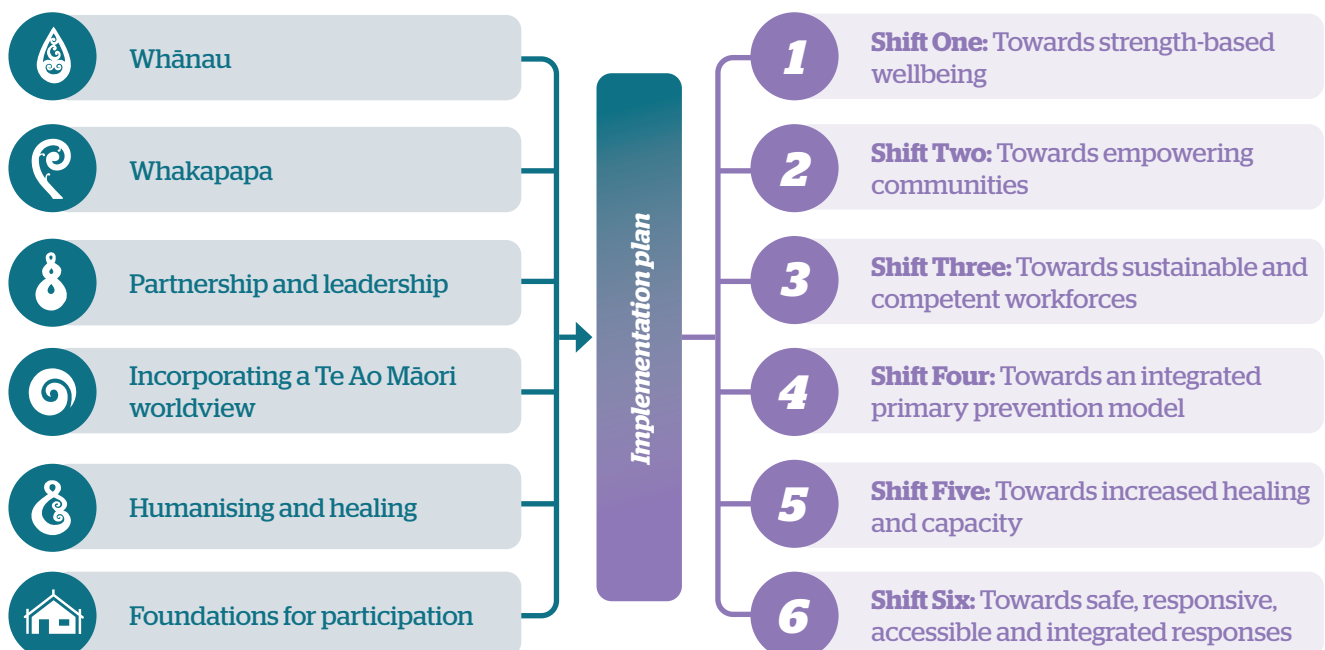 Whānau
Whakapapa
Partnership and leadership
Incorporating a Te Ao Māori
worldview
Humanising and healing
Foundations for participation
Implementation plan
1
Shift One: Towards strength-based
wellbeing
2
Shift Two: Towards empowering
communities
3
Shift Three: Towards sustainable and
competent workforces
4
Shift Four: Towards an integrated
primary prevention model
5
Shift Five: Towards increased healing
and capacity
6
Shift Six: Towards safe, responsive,
accessible and integrated responses